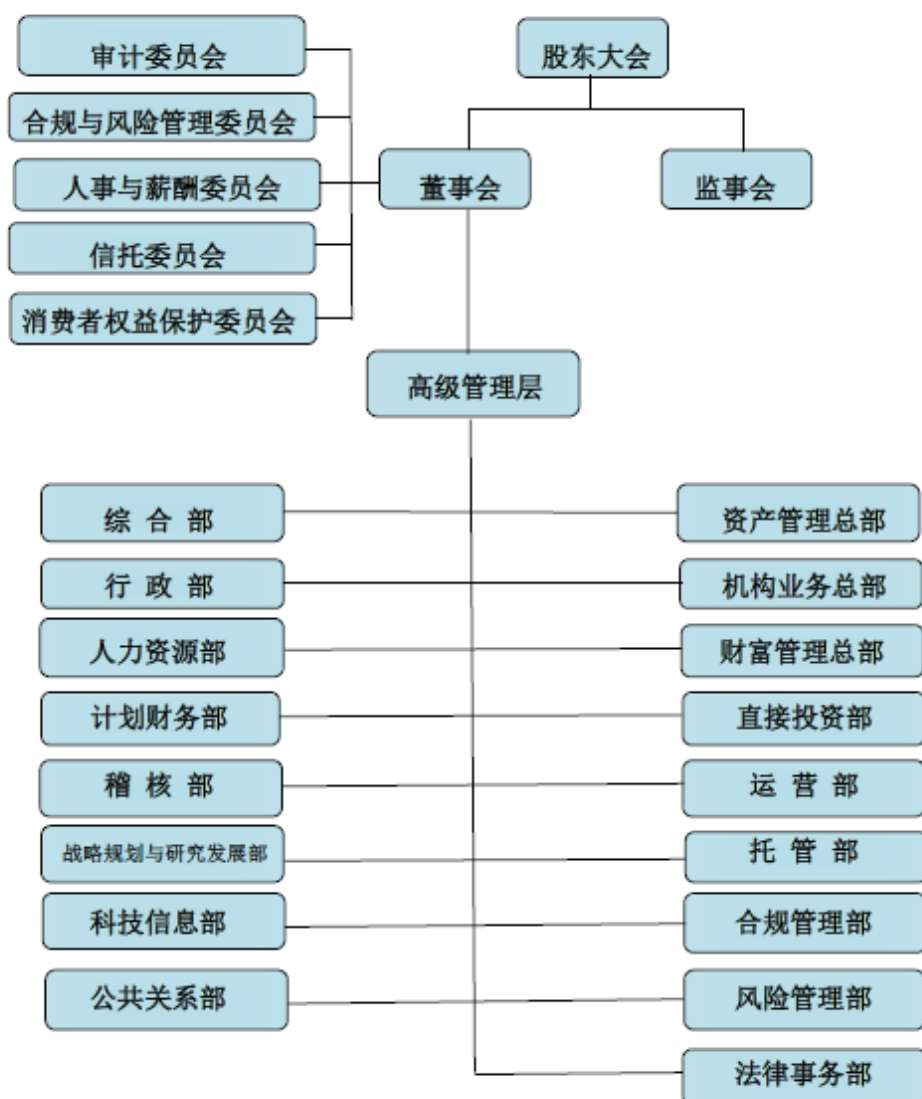 审计委员会
股东大会
合规与风险管理委员会
人事与薪酬委员会
董事会
监事会
信托委员会
消费者权益保护委员会
高级管理层
综 合 部
资产管理总部
行 政 部
机构业务总部
人力资源部
财富管理总部
计划财务部
直接投资部
稽 核 部
运 营 部
战略规划与研究发展部
托 管 部
科技信息部
合规管理部
公共关系部
风险管理部
法律事务部